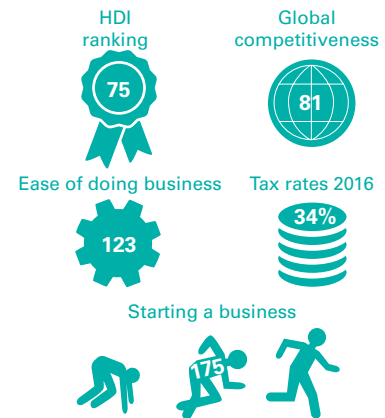 HDI
ranking
75
Global
competitiveness
81
Ease of doing business
123
Tax rates 2016
34%
Starting a business
175